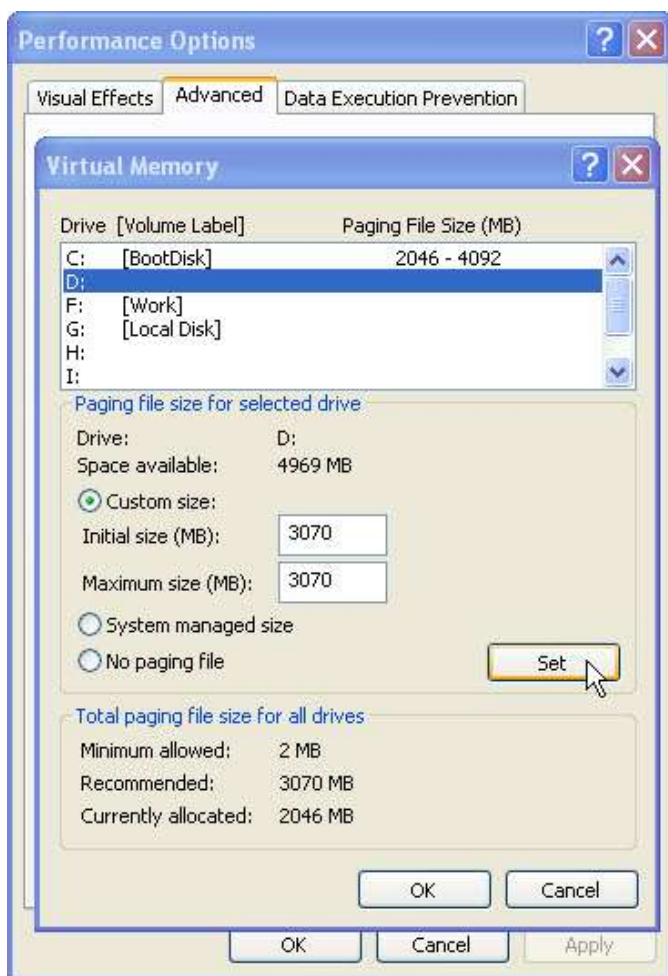 Performance Options
Visual Effects Advanced Data Execution Prevention
Virtual Memory
Drive [Volume Label] Paging File Size (MB)
C: [BootDisk] 2046 - 4092
D:
F: [Work]
G: [Local Disk]
H:
I:
Paging file size for selected drive
Drive: D:
Space available: 4969 MB
Custom size:
Initial size (MB): 3070
Maximum size (MB): 3070
System managed size
No paging file Set
Total paging file size for all drives
Minimum allowed: 2 MB
Recommended: 3070 MB
Currently allocated: 2046 MB
OK Cancel
OK Cancel Apply